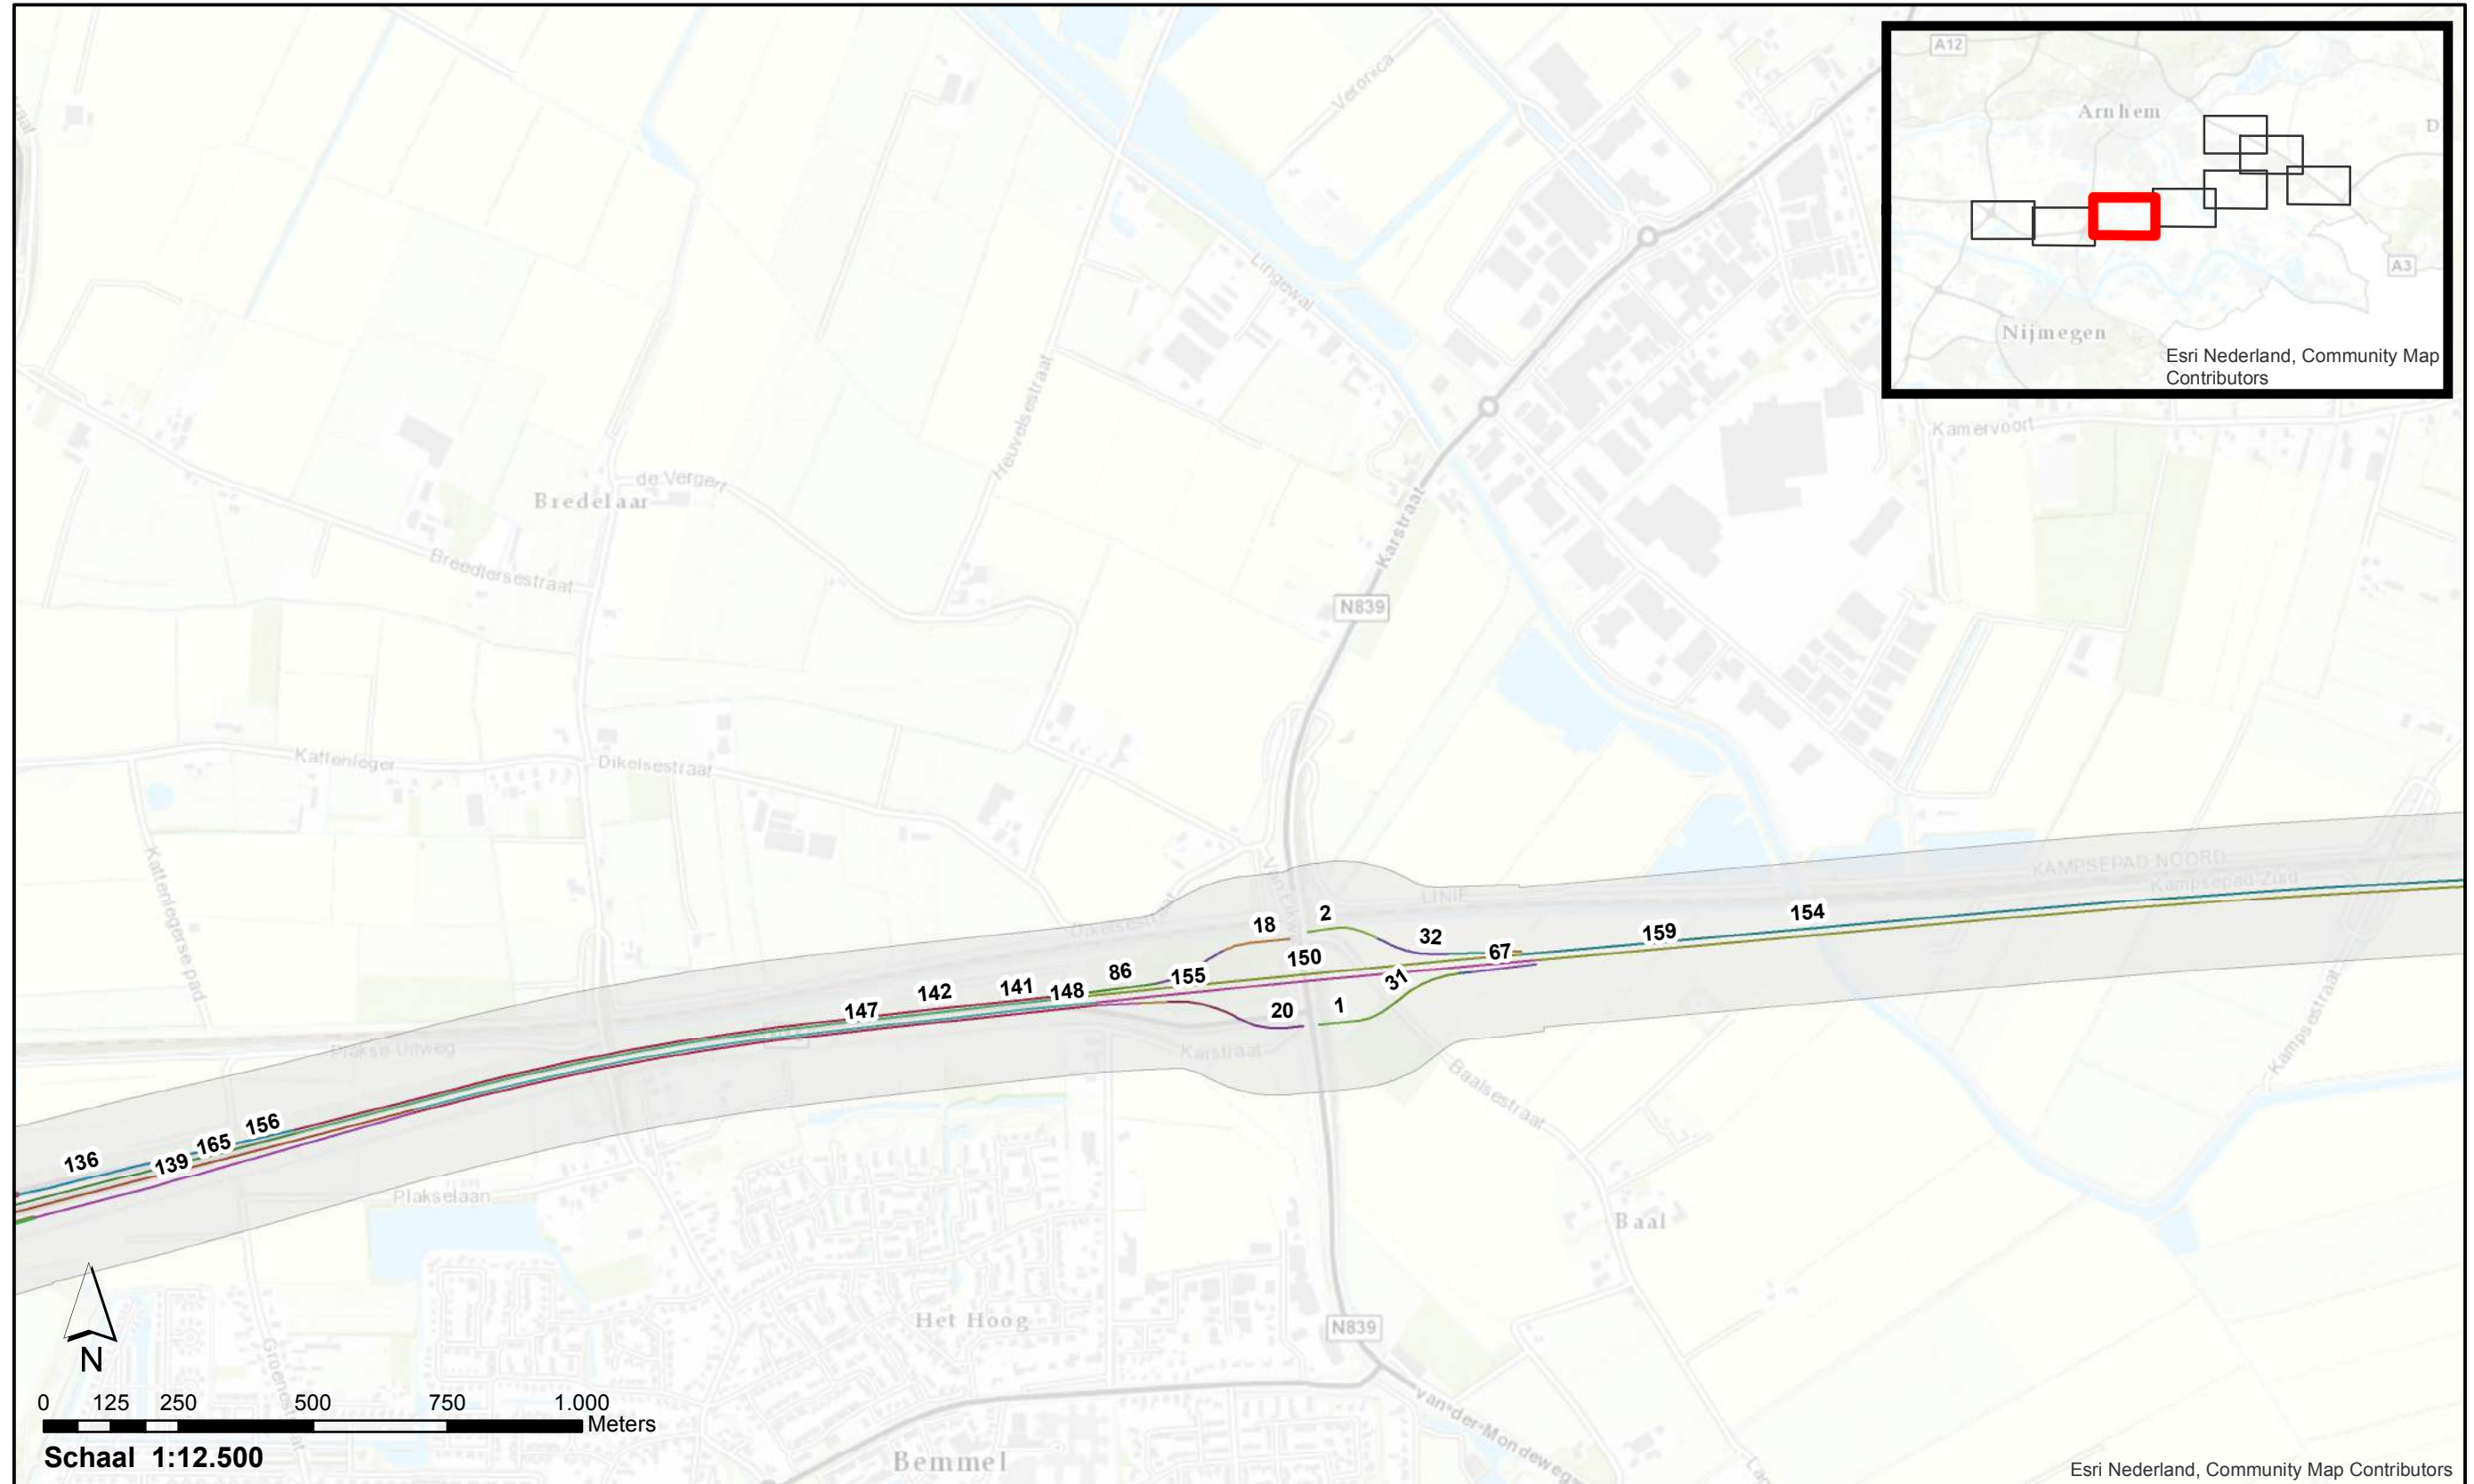 A12
Arnhem
D
A3
Nijmegen
Esri Nederland, Community Map
Contributors
Veronica
Lingewal
Heuvelsestraat
Kamervoort
de Vergert
Bredelaar
Karstraat
Breedlersestraat
N839
Kattenleger
Dikelsestraat
Kattenlegerse pad
KAMPSEPAD-NOORD
Kampsepad Zuid
LINIE
Dikelsestraat
18
2
32
67
159
154
150
31
86
155
141
148
142
147
20
1
Karstraat
Plakse Uitweg
Kampsestraat
Baalsestraat
156
165
139
136
Plakselaan
Baal
Het Hoog
N839
N
0 125 250 500 750 1.000
Meters
Schaal 1:12.500
van-der-Mondeweg
Bemmel
Esri Nederland, Community Map Contributors